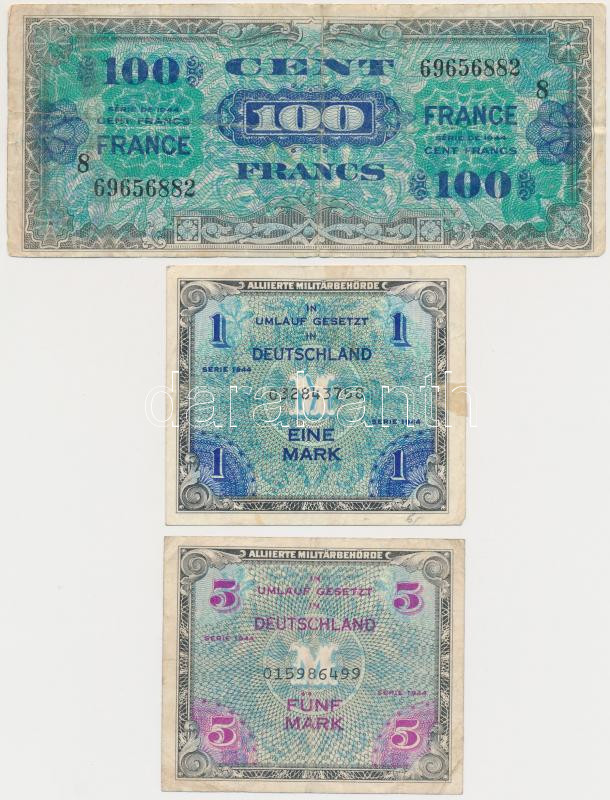 100 CENT 69656882
8
SÉRIE DE 1944
CENT FRANCS
FRANCE
100
FRANCE
SÉRIE DE 1944
CENT FRANCS
8
69656882
FRANCS
100
ALLIIERTE MILITÄRBEHÖRDE
IN
UMLAUF GESETZT
IN
DEUTSCHLAND
1 1
SERIE 1944
M
darabanth
SERIE 1944
EINE
MARK
1 1
ALLIIERTE MILITÄRBEHÖRDE
IN
UMLAUF GESETZT
IN
DEUTSCHLAND
5 5
SERIE 1944
M
015986499
SERIE 1944
FÜNF
MARK
5 5